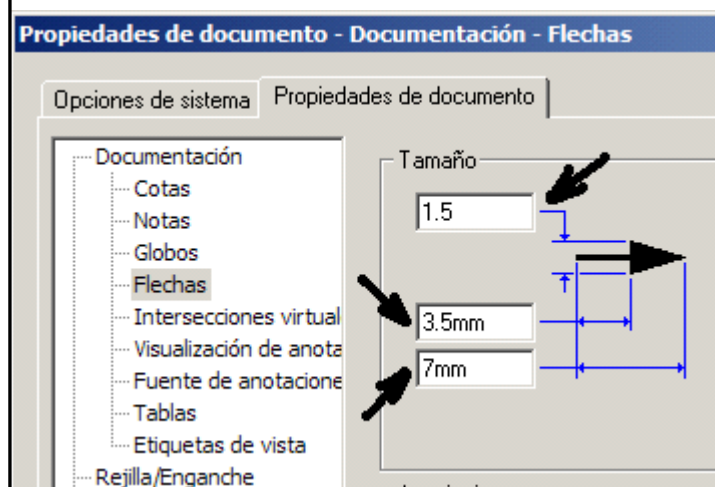 Propiedades de documento - Documentación - Flechas
Opciones de sistema
Propiedades de documento
Documentación
Cotas
Notas
Globos
Flechas
Intersecciones virtual
Visualización de anota
Fuente de anotacione
Tablas
Etiquetas de vista
Rejilla/Enganche
Tamaño
1.5
3.5mm
7mm